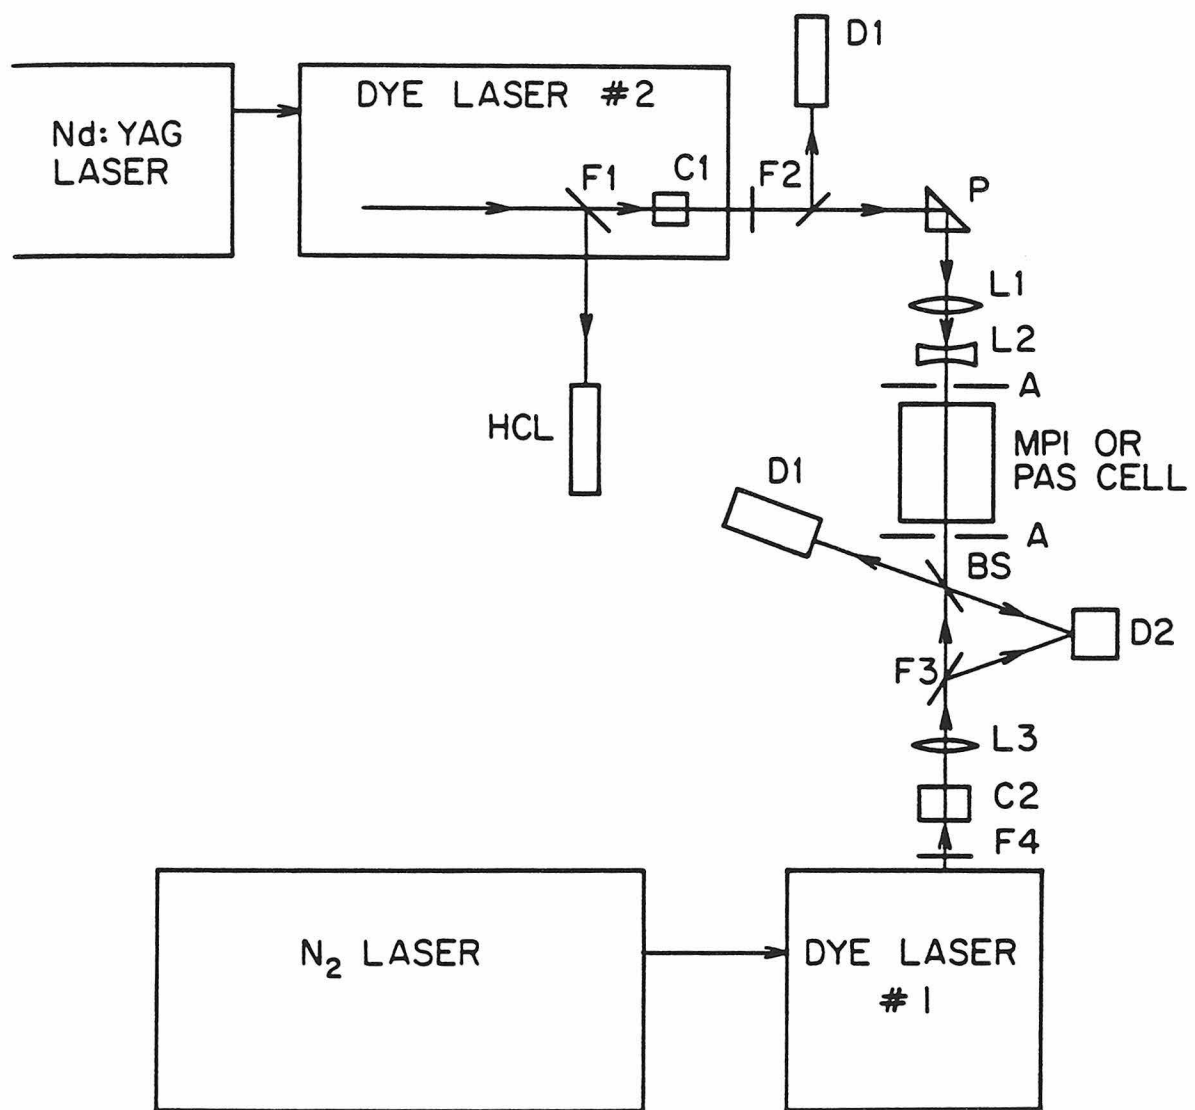 D1
DYE LASER #2
Nd: YAG
LASER
F1
C1
F2
P
L1
L2
A
HCL
MPI OR
PAS CELL
D1
A
BS
D2
F3
L3
C2
F4
N₂ LASER
DYE LASER
#1